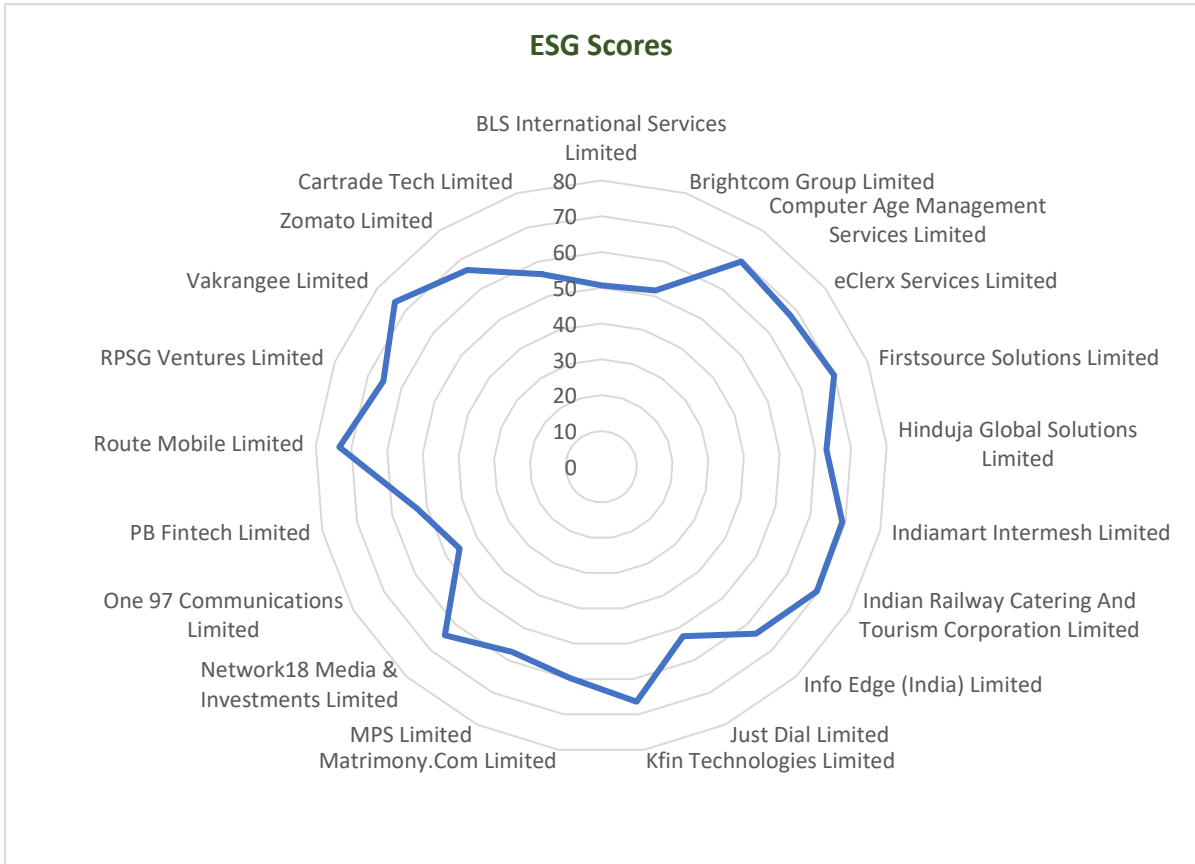 ESG Scores
BLS International Services
Limited
Brightcom Group Limited
Computer Age Management
Services Limited
eClerx Services Limited
Firstsource Solutions Limited
Hinduja Global Solutions
Limited
Indiamart Intermesh Limited
Indian Railway Catering And
Tourism Corporation Limited
Info Edge (India) Limited
Just Dial Limited
Kfin Technologies Limited
Matrimony.Com Limited
MPS Limited
Network18 Media &
Investments Limited
One 97 Communications
Limited
PB Fintech Limited
Route Mobile Limited
RPSG Ventures Limited
Vakrangee Limited
Zomato Limited
Cartrade Tech Limited
80
70
60
50
40
30
20
10
0